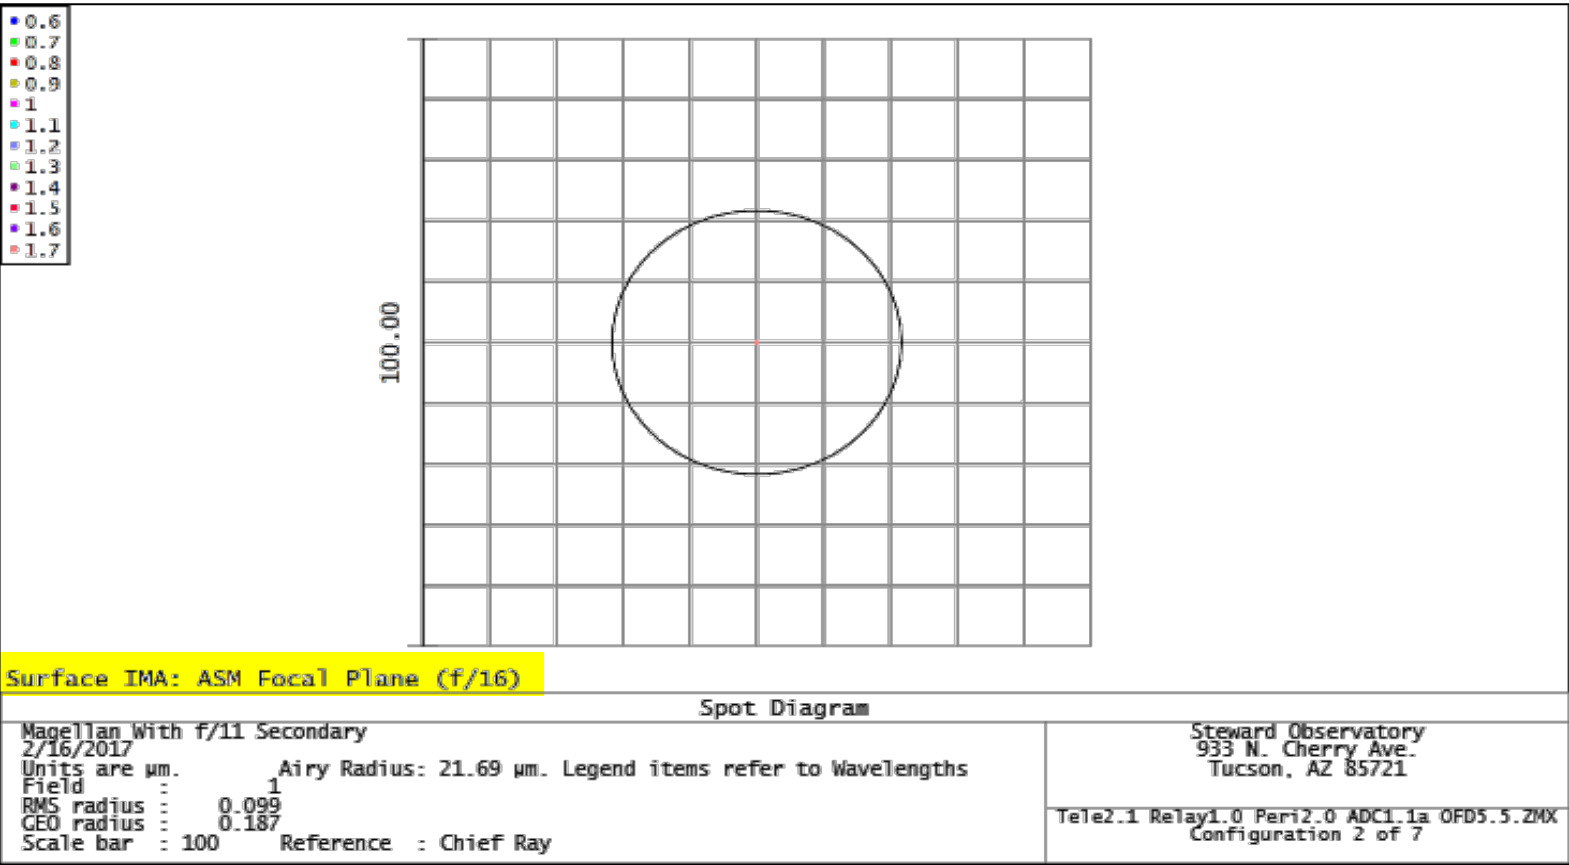 0.6
0.7
0.8
0.9
1
1.1
1.2
1.3
1.4
1.5
1.6
1.7
100.00
Surface IMA: ASM Focal Plane (f/16)
Spot Diagram
Magellan With f/11 Secondary
2/16/2017
Units are µm. Airy Radius: 21.69 µm. Legend items refer to Wavelengths
Field : 1
RMS radius : 0.099
GEO radius : 0.187
Scale bar : 100 Reference : Chief Ray
Steward Observatory
933 N. Cherry Ave.
Tucson, AZ 85721
Tele2.1 Relay1.0 Peri2.0 ADC1.1a OFD5.5.ZMX
Configuration 2 of 7